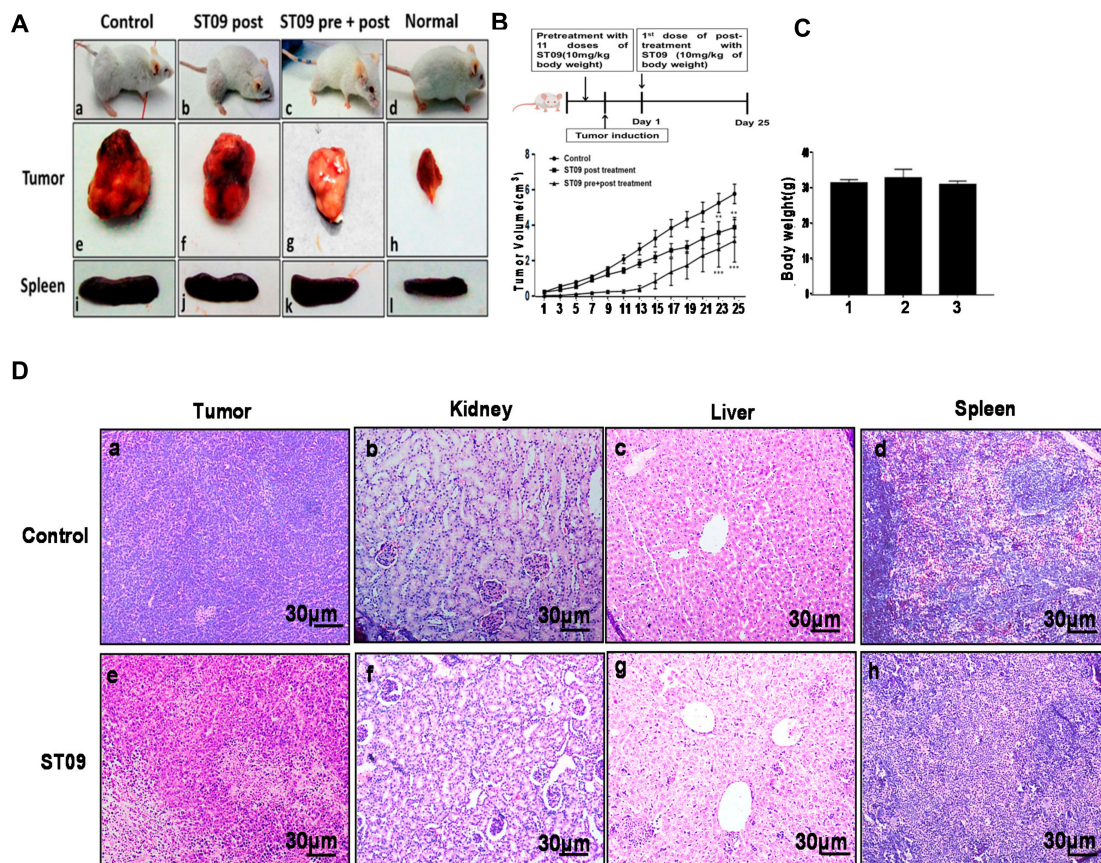 A
Control ST09 post ST09 pre + post Normal
a b c d
Tumor
e f g h
Spleen
i j k l
B
Pretreatment with
11 doses of
ST09(10mg/kg
body weight)
1st dose of post-
treatment with
ST09 (10mg/kg of
body weight)
Day 1
Day 25
Tumor induction
Tumor Volume(cm3)
8
6
4
2
0
Control
ST09 post treatment
ST09 pre+post treatment
**
**
**
***
***
1 3 5 7 9 11 13 15 17 19 21 23 25
C
Body weight(g)
40
30
20
10
0
1 2 3
D
Tumor Kidney Liver Spleen
Control
a b c d
30µm 30µm 30µm 30µm
ST09
e f g h
30µm 30µm 30µm 30µm